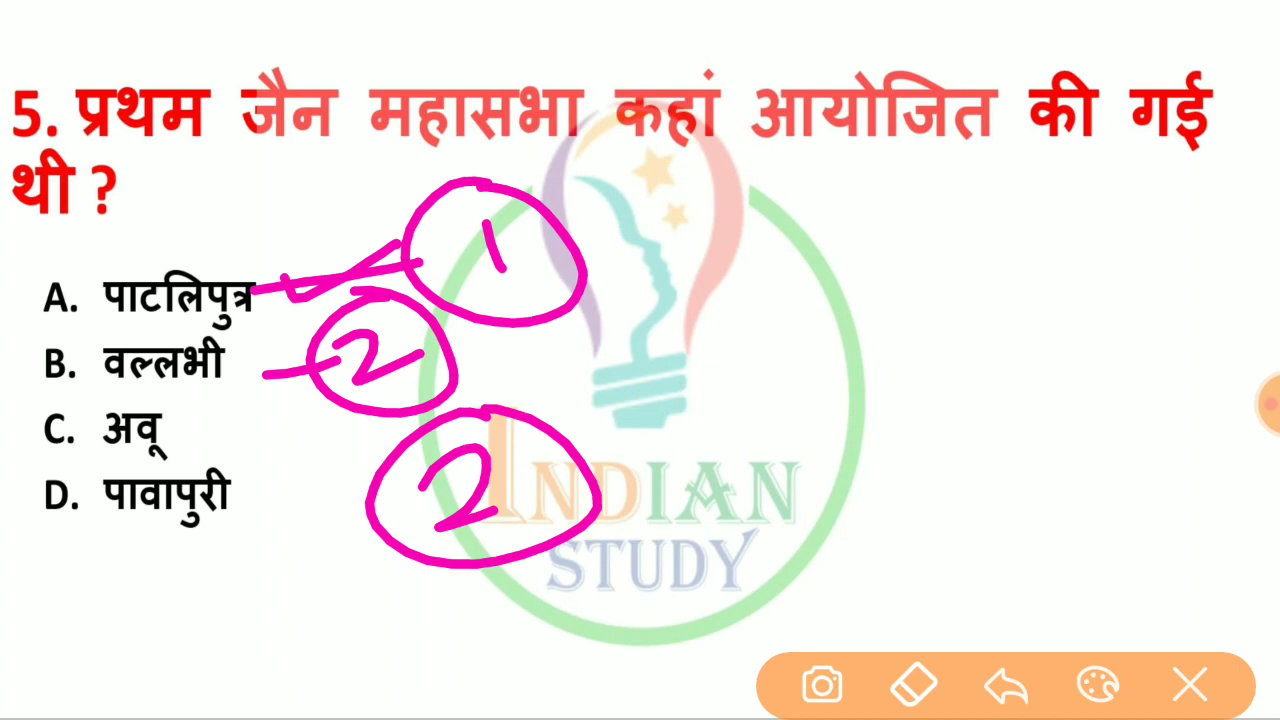 5. प्रथम जैन महासभा कहां आयोजित की गई
थी ?
A. पाटलिपुत्र
1
B. वल्लभी
2
C. अवू
D. पावापुरी
2
INDIAN
STUDY